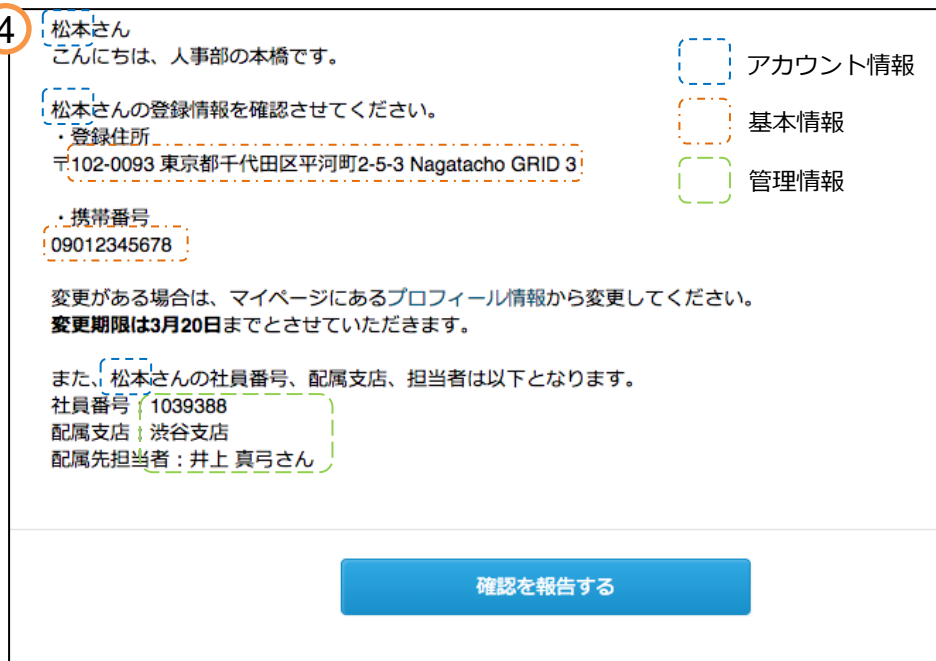 4
松本さん
こんにちは、人事部の本橋です。
アカウント情報
基本情報
管理情報
松本さんの登録情報を確認させてください。
・登録住所
〒102-0093 東京都千代田区平河町2-5-3 Nagatacho GRID 3
・携帯番号
09012345678
変更がある場合は、マイページにあるプロフィール情報から変更してください。
変更期限は3月20日までとさせていただきます。
また、松本さんの社員番号、配属支店、担当者は以下となります。
社員番号：1039388
配属支店：渋谷支店
配属先担当者：井上 真弓さん
確認を報告する